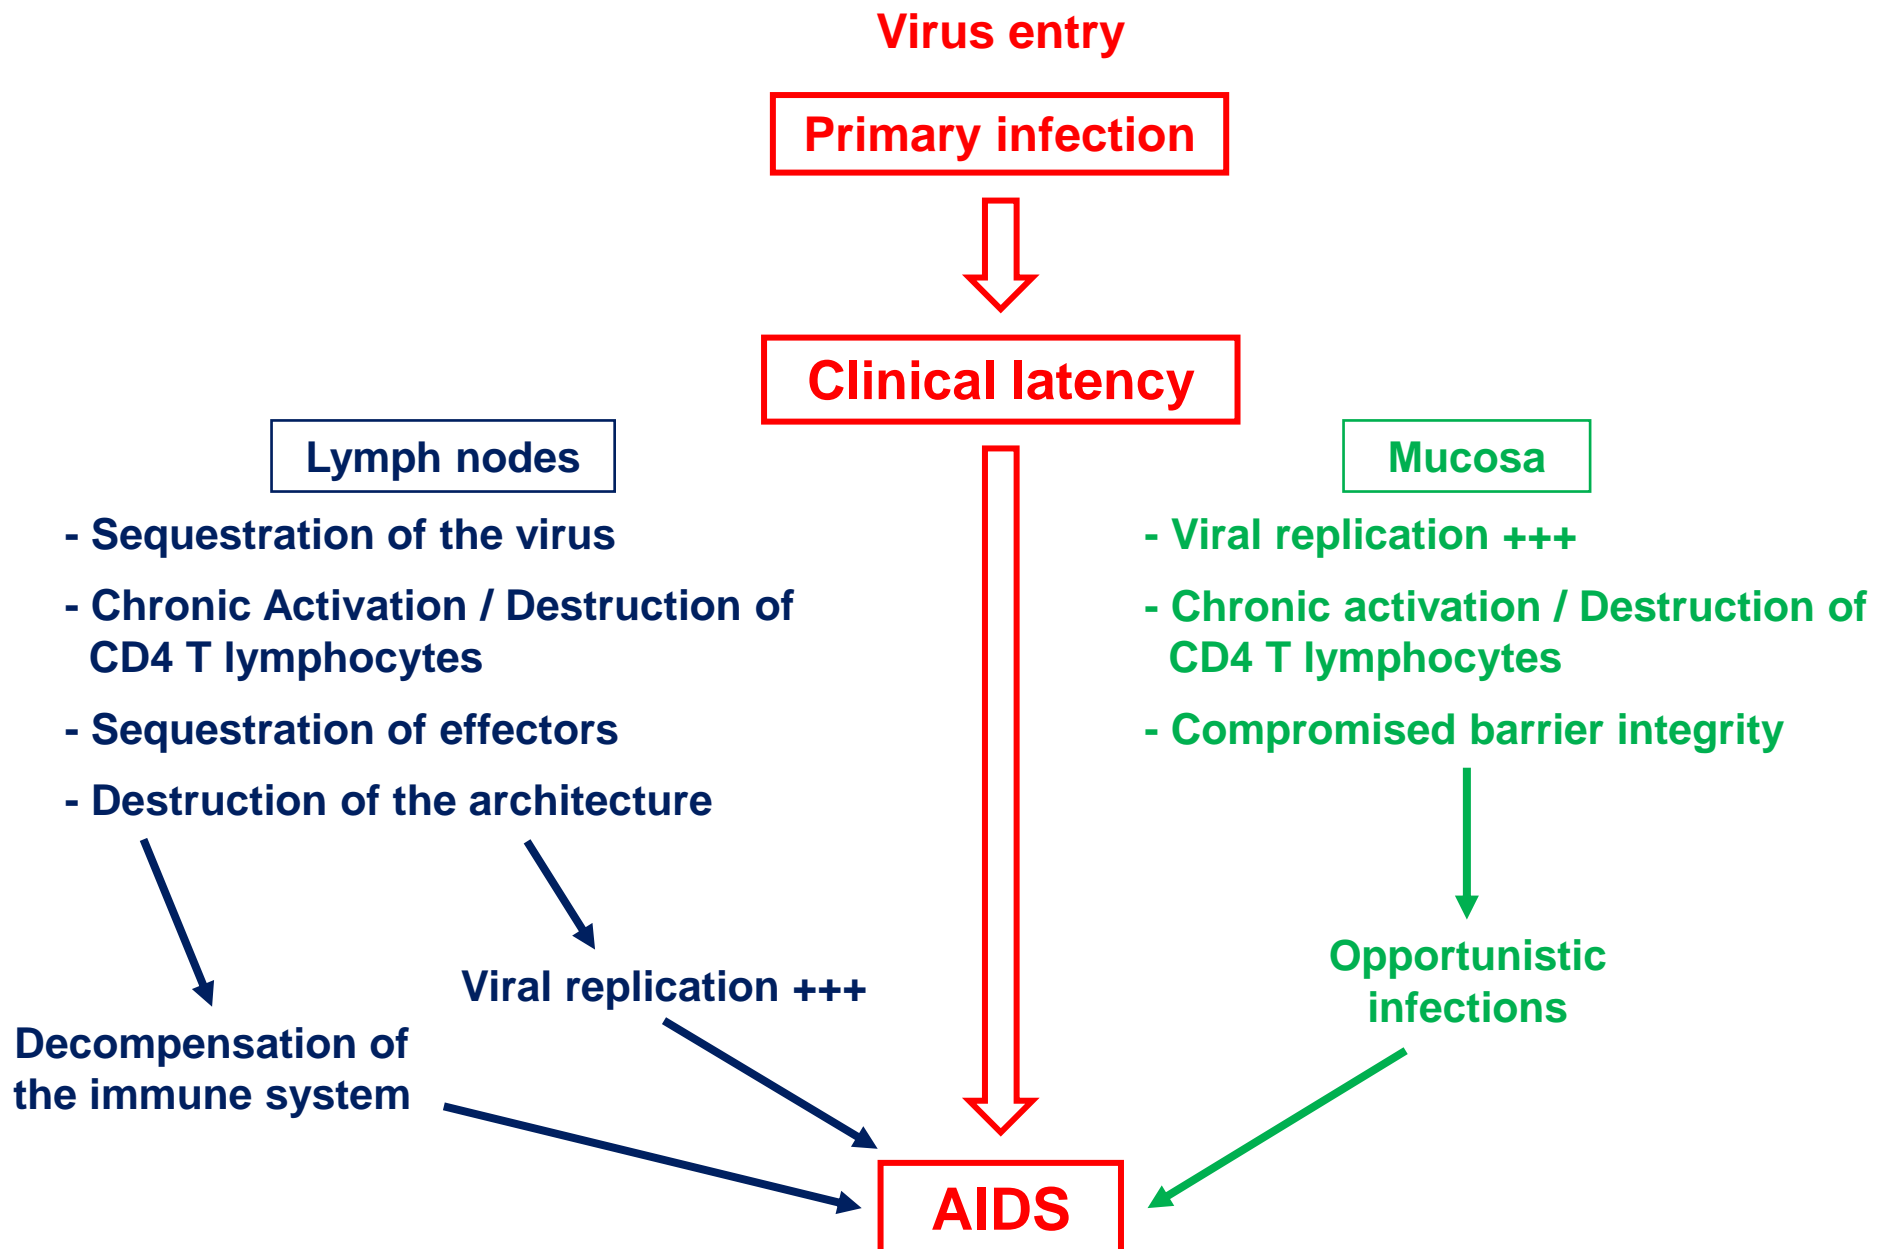 Virus entry
Primary infection
Clinical latency
Lymph nodes
- Sequestration of the virus
- Chronic Activation / Destruction of
CD4 T lymphocytes
- Sequestration of effectors
- Destruction of the architecture
Viral replication +++
Decompensation of
the immune system
Mucosa
- Viral replication +++
- Chronic activation / Destruction of
CD4 T lymphocytes
- Compromised barrier integrity
Opportunistic
infections
AIDS